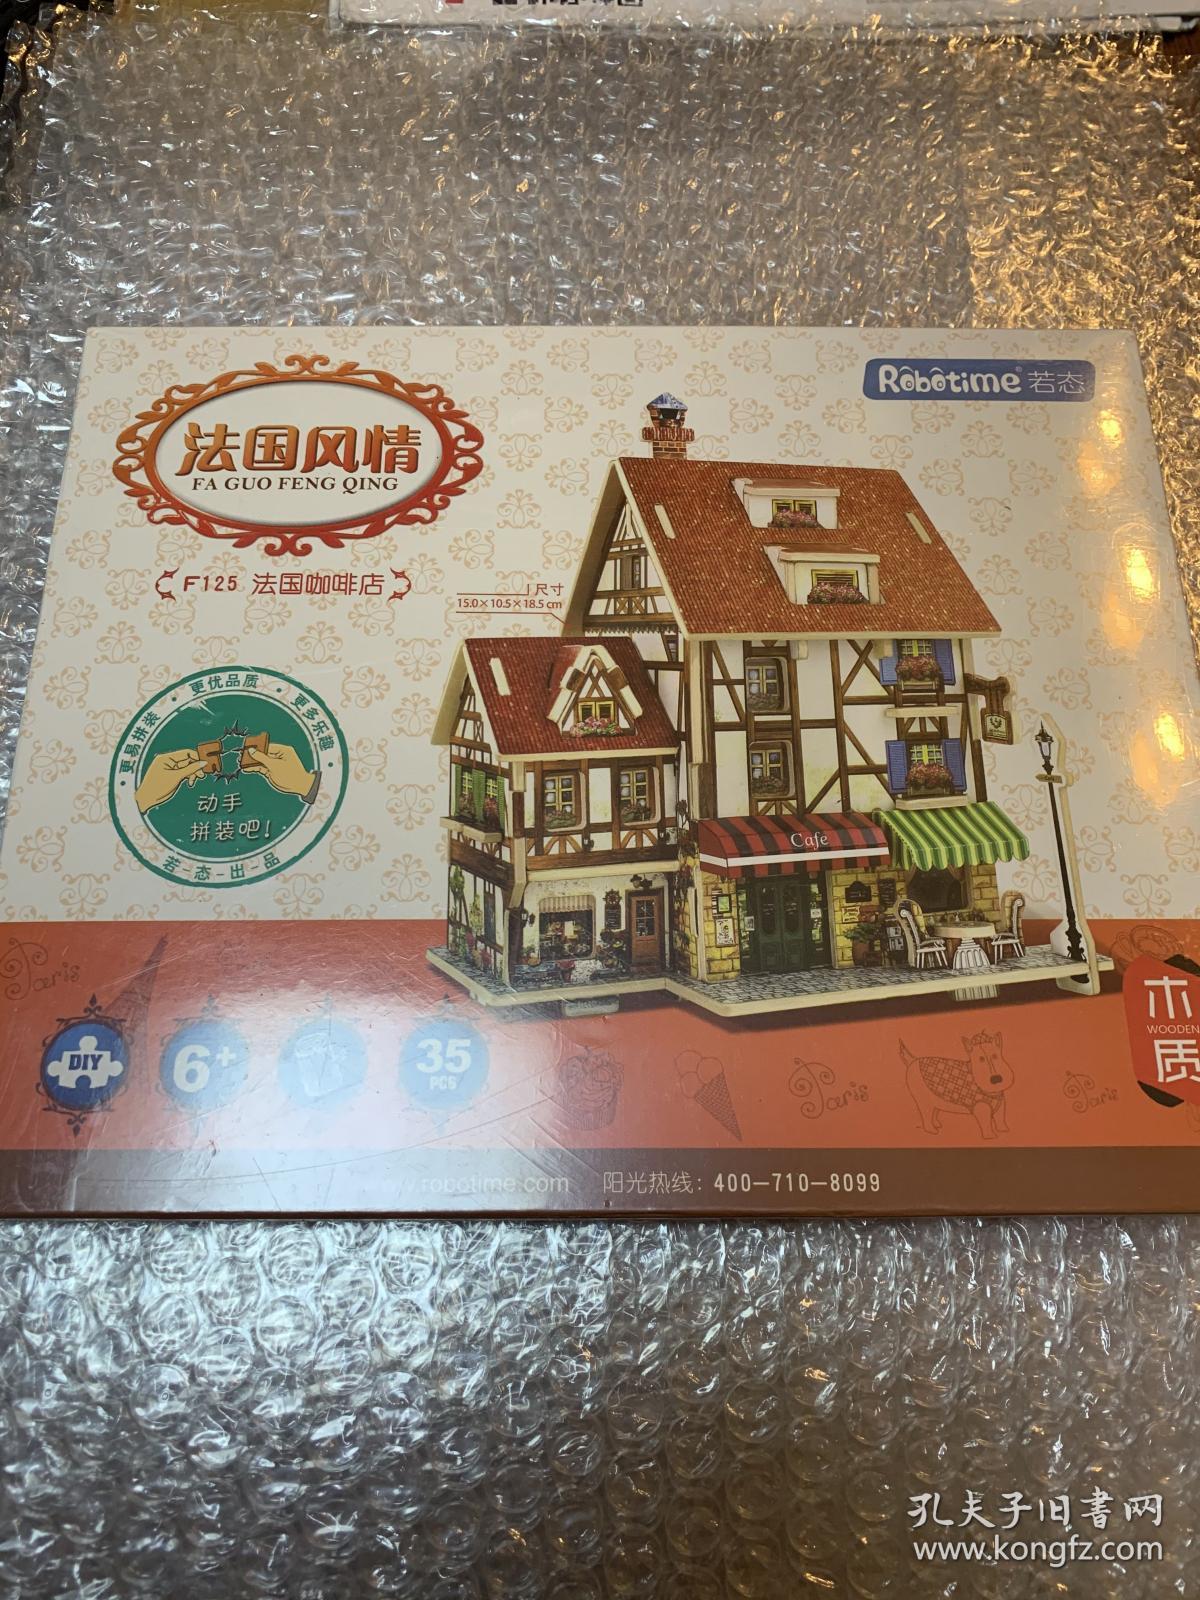 Robotime 若态
法国风情
FA GUO FENG QING
F125 法国咖啡店
尺寸
15.0×10.5×18.5 cm
·更易拼装·更优品质·更多乐趣·
动手
拼装吧!
若-态-出-品
Cafe
木
WOODEN
质
Paris
DIY
6+
35
PCS
Paris
Paris
www.robotime.com 阳光热线: 400-710-8099
孔夫子旧书网
www.kongfz.com